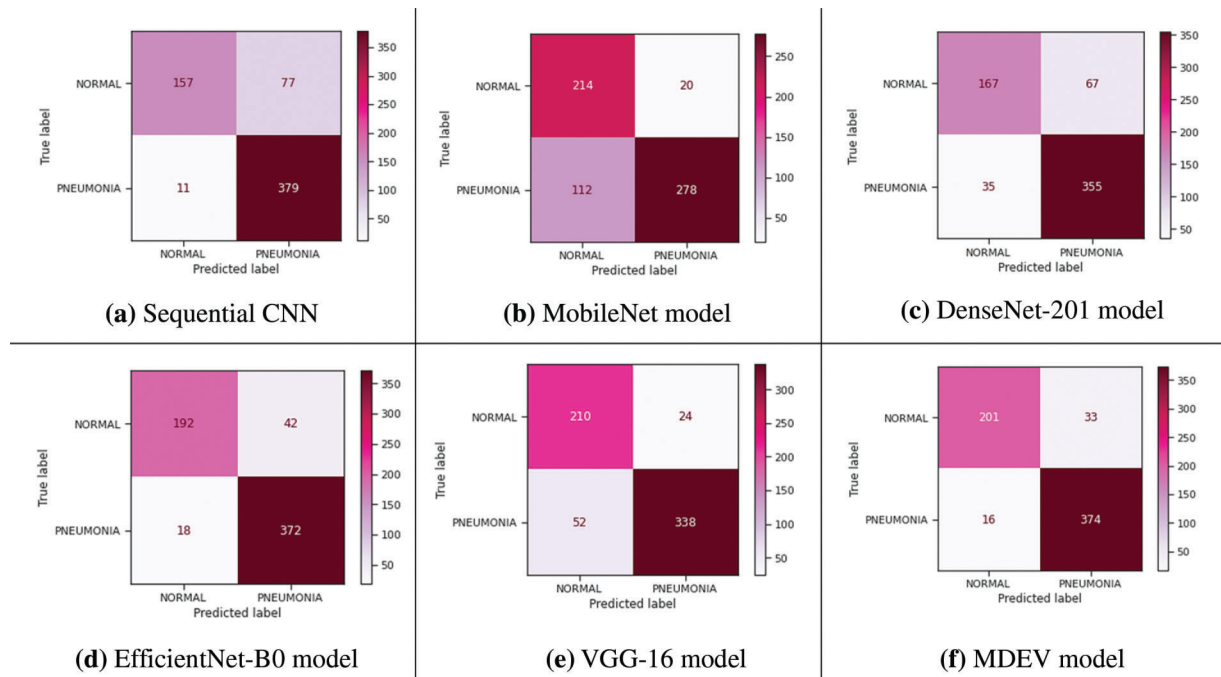 350
300
NORMAL
157
77
250
200
True label
150
PNEUMONIA
11
379
100
50
NORMAL
PNEUMONIA
Predicted label
(a) Sequential CNN
250
NORMAL
214
20
200
True label
150
PNEUMONIA
112
278
100
50
NORMAL
PNEUMONIA
Predicted label
(b) MobileNet model
350
300
NORMAL
167
67
250
200
True label
150
PNEUMONIA
35
355
100
50
NORMAL
PNEUMONIA
Predicted label
(c) DenseNet-201 model
350
300
NORMAL
192
42
250
200
True label
150
PNEUMONIA
18
372
100
50
NORMAL
PNEUMONIA
Predicted label
(d) EfficientNet-B0 model
300
NORMAL
210
24
250
200
True label
150
PNEUMONIA
52
338
100
50
NORMAL
PNEUMONIA
Predicted label
(e) VGG-16 model
350
300
NORMAL
201
33
250
200
True label
150
PNEUMONIA
16
374
100
50
NORMAL
PNEUMONIA
Predicted label
(f) MDEV model